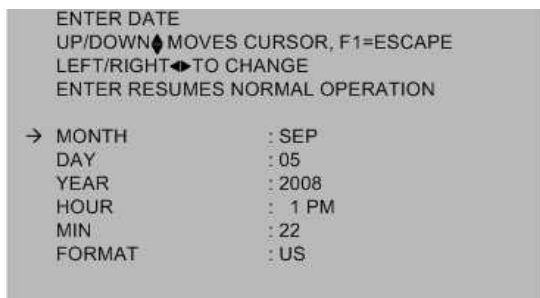 ENTER DATE
UP/DOWN♦ MOVES CURSOR, F1=ESCAPE
LEFT/RIGHT◂▸TO CHANGE
ENTER RESUMES NORMAL OPERATION
→ MONTH : SEP
DAY : 05
YEAR : 2008
HOUR : 1 PM
MIN : 22
FORMAT : US